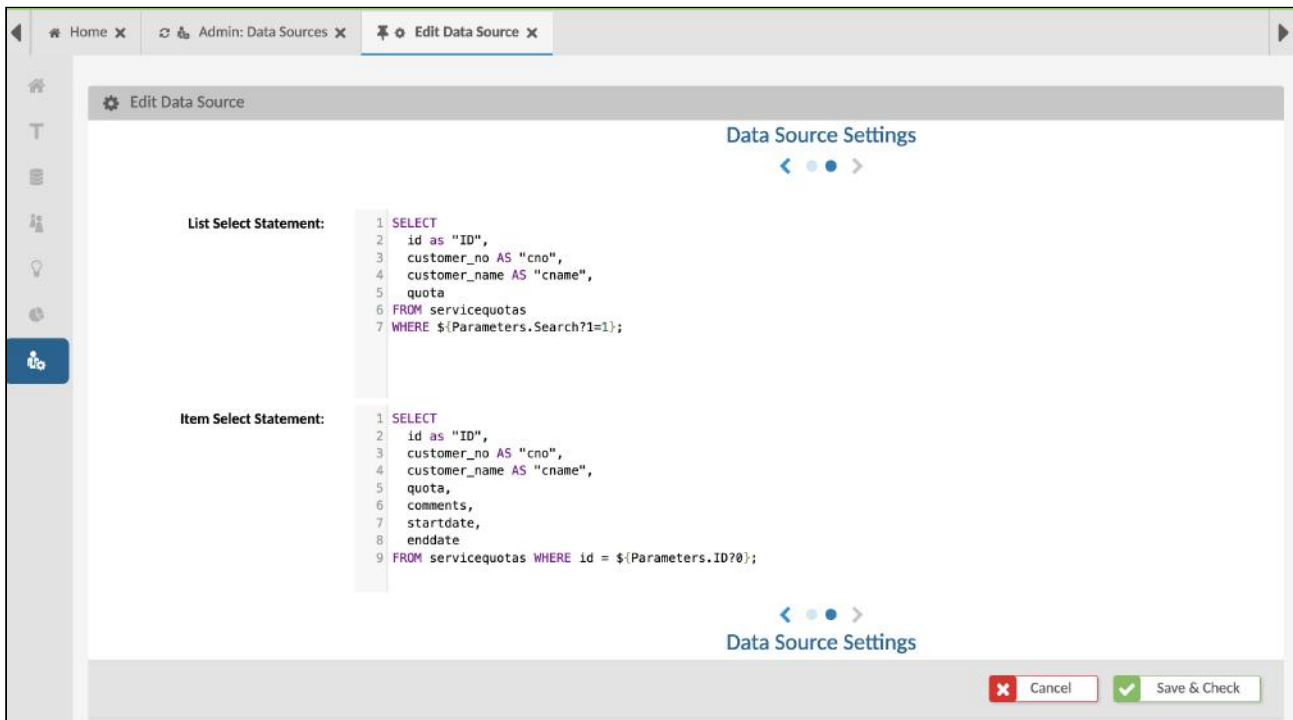 Home Admin: Data Sources Edit Data Source
Edit Data Source
Data Source Settings
List Select Statement:
1 SELECT
2 id as "ID",
3 customer_no AS "cno",
4 customer_name AS "cname",
5 quota
6 FROM servicequotas
7 WHERE ${Parameters.Search?1=1};
Item Select Statement:
1 SELECT
2 id as "ID",
3 customer_no AS "cno",
4 customer_name AS "cname",
5 quota,
6 comments,
7 startdate,
8 enddate
9 FROM servicequotas WHERE id = ${Parameters.ID?0};
Data Source Settings
Cancel Save & Check